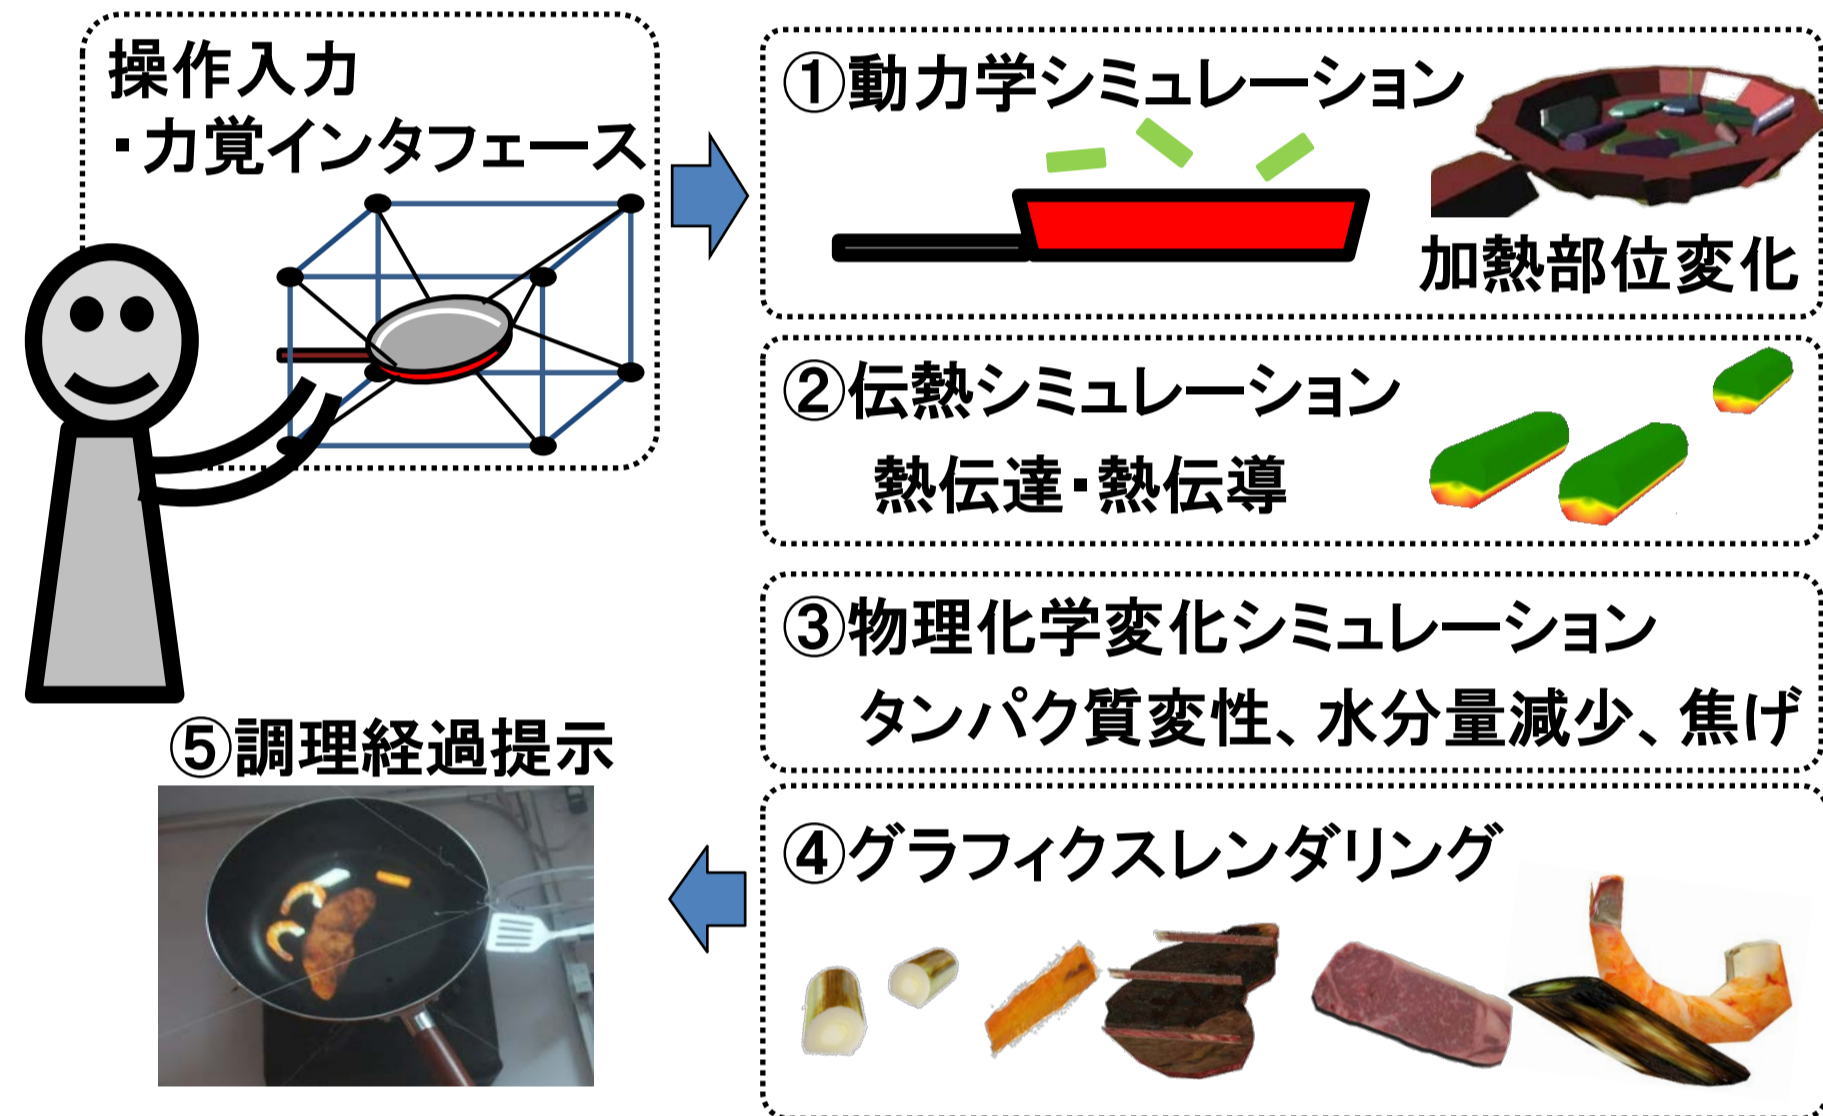 操作入力
・力覚インタフェース
①動力学シミュレーション
加熱部位変化
②伝熱シミュレーション
熱伝達・熱伝導
③物理化学変化シミュレーション
タンパク質変性、水分量減少、焦げ
④グラフィクスレンダリング
⑤調理経過提示